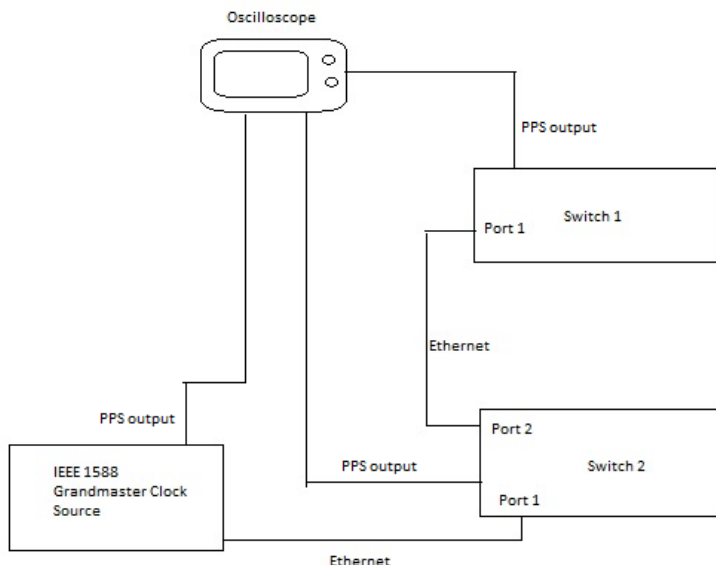 Oscilloscope
PPS output
Switch 1
Port 1
Ethernet
PPS output
Port 2
IEEE 1588
Grandmaster Clock
Source
PPS output
Switch 2
Port 1
Ethernet